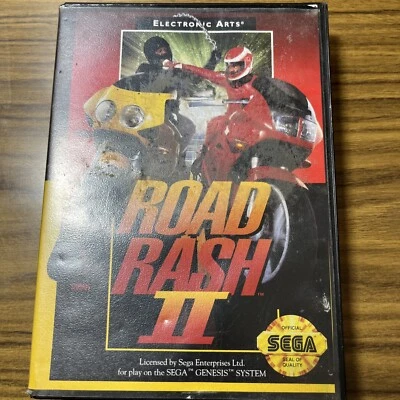 ELECTRONIC ARTS®
ROAD
RASH
II
™
OFFICIAL
SEGA
SEAL OF
QUALITY
Licensed by Sega Enterprises Ltd.
for play on the SEGA™ GENESIS™ SYSTEM